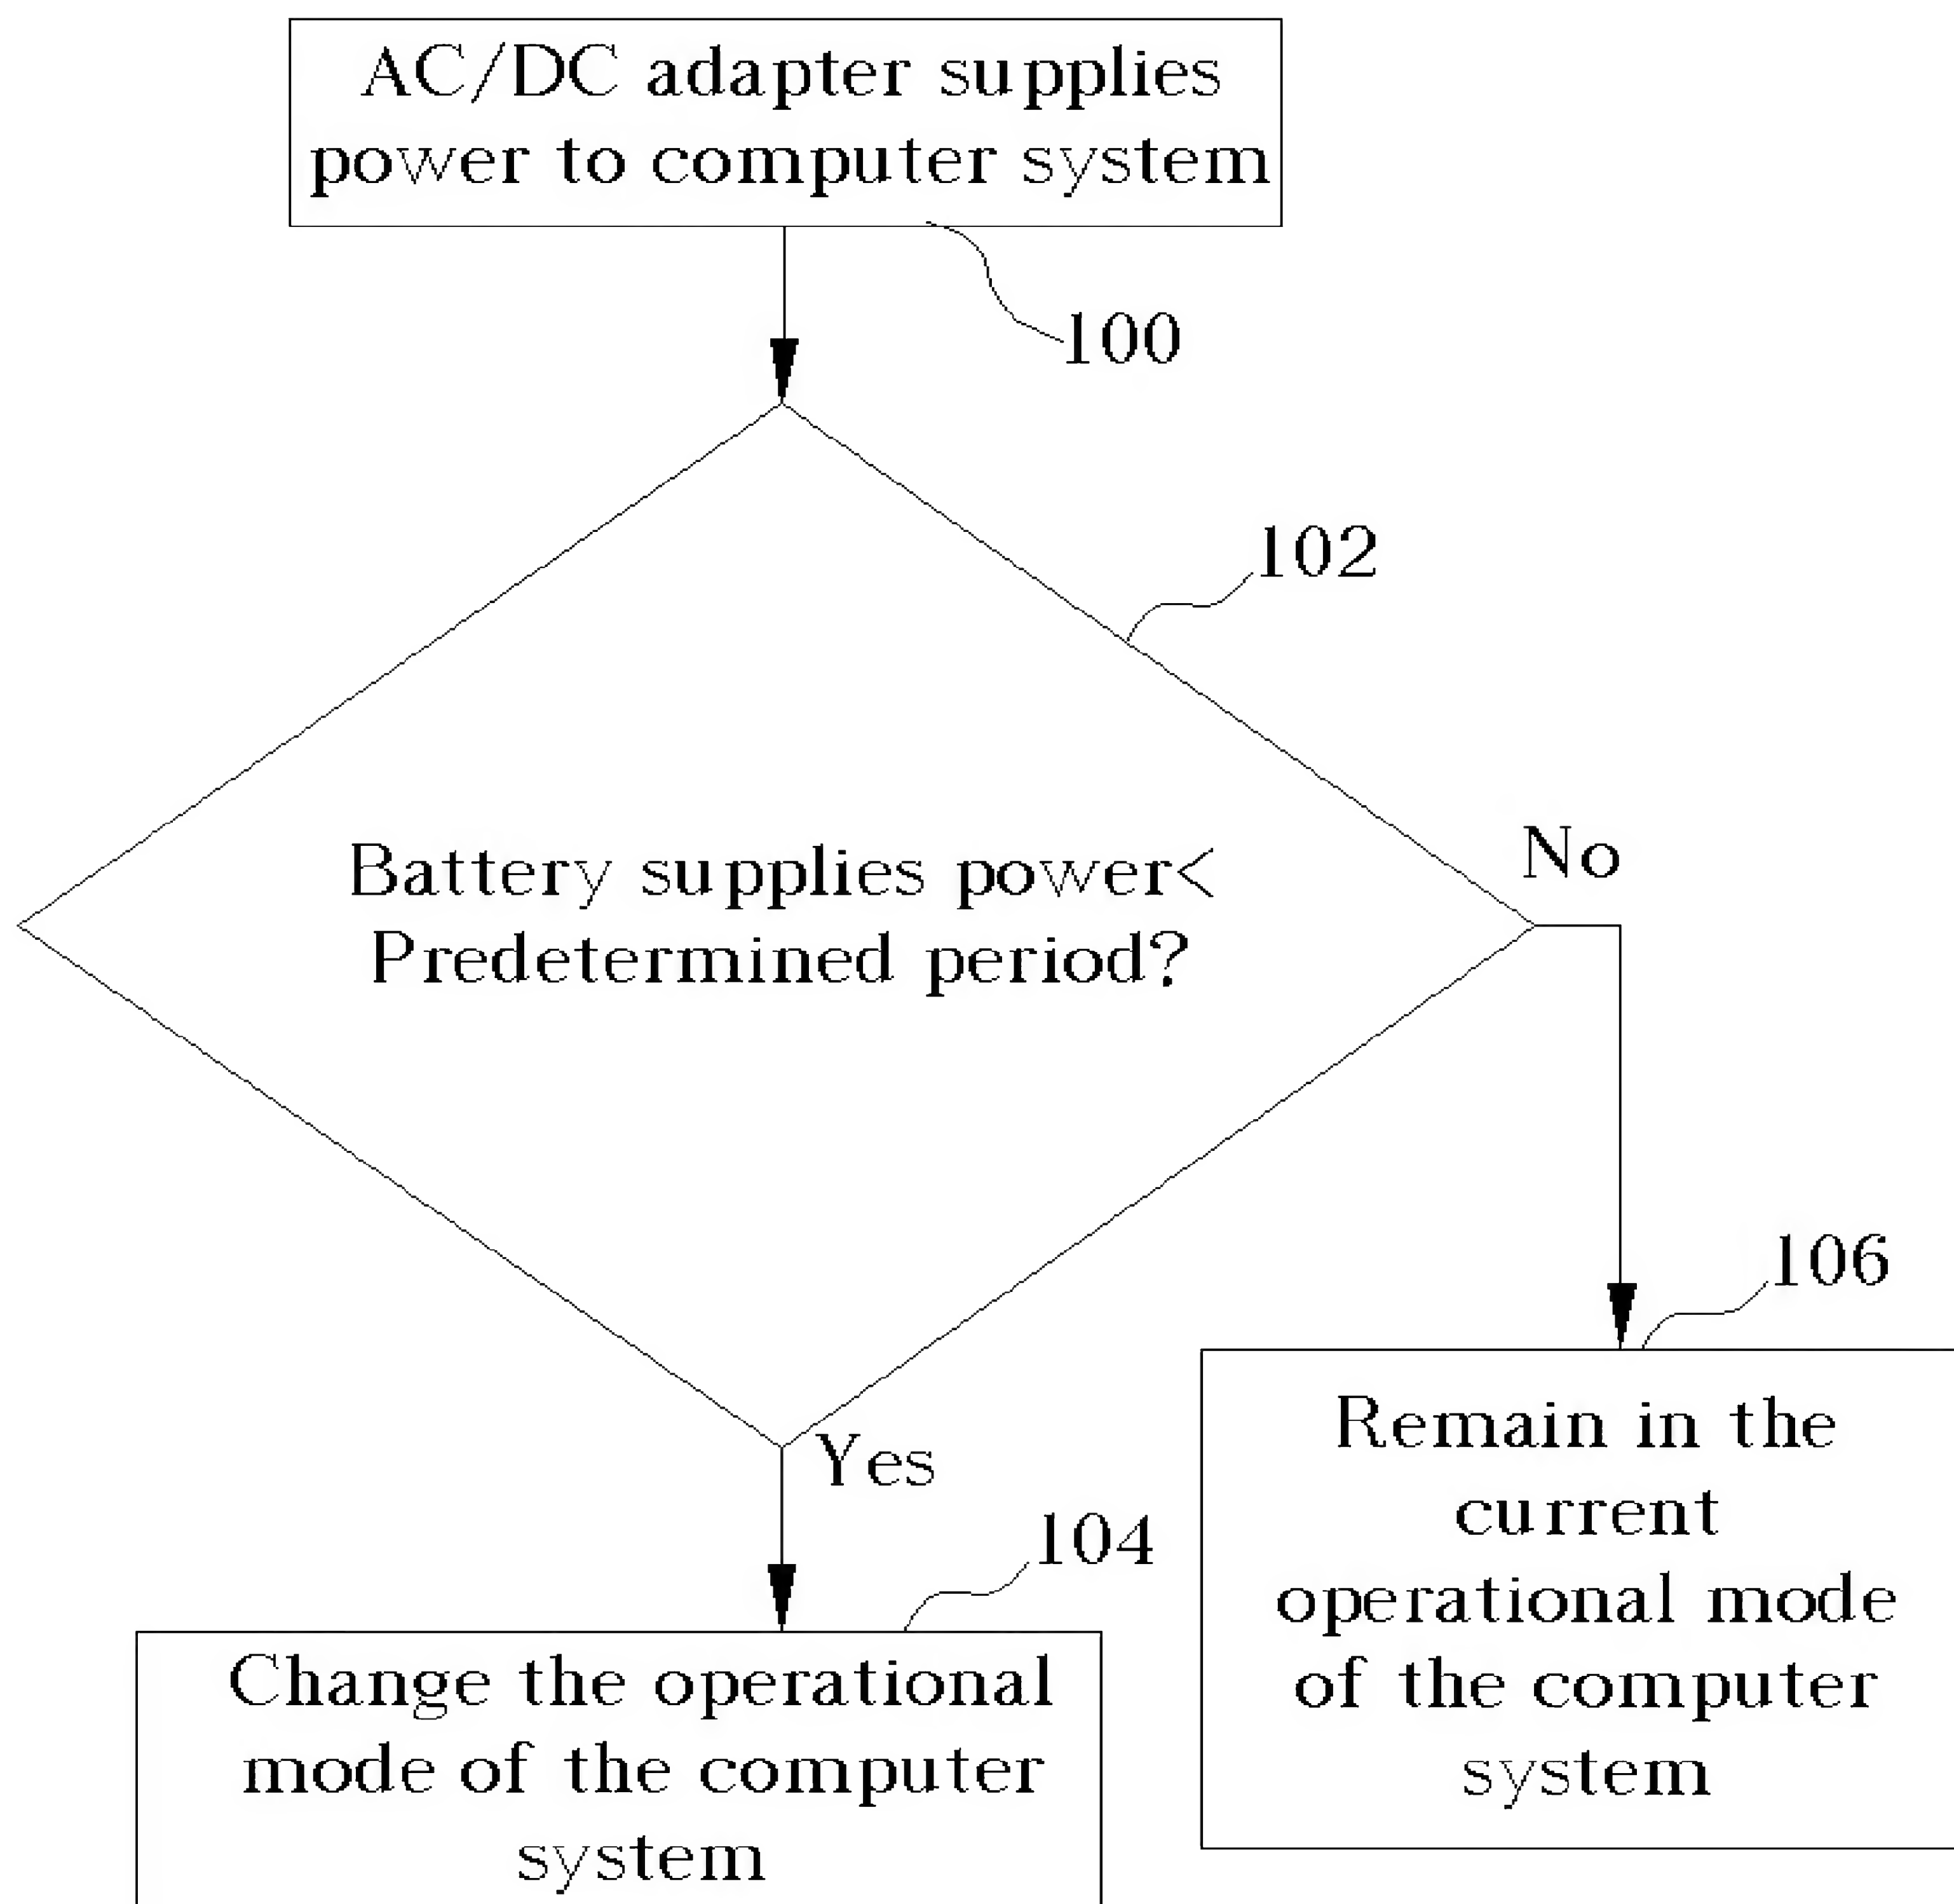 AC/DC adapter supplies
power to computer system
100
102
Battery supplies power<
Predetermined period?
No
Yes
106
Remain in the
current
operational mode
of the computer
system
104
Change the operational
mode of the computer
system